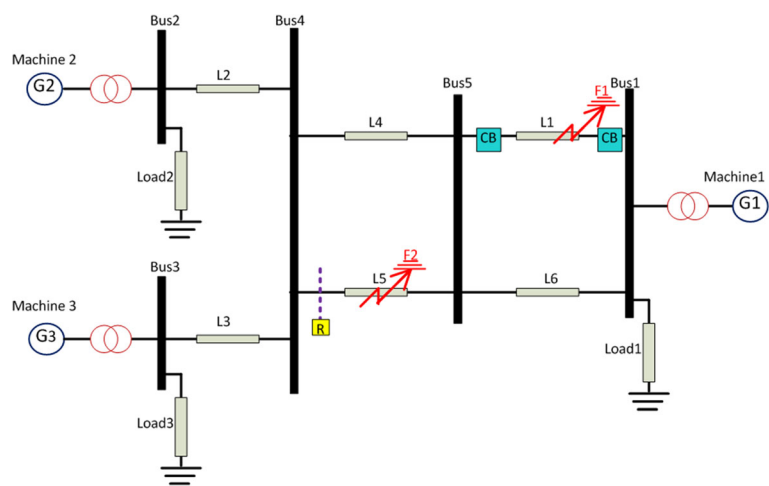 Bus2
Bus4
Machine 2
G2
L2
Bus5
F1
Bus1
L4
CB
L1
CB
Load2
Machine1
G1
Bus3
F2
L5
L6
Machine 3
G3
L3
R
Load1
Load3